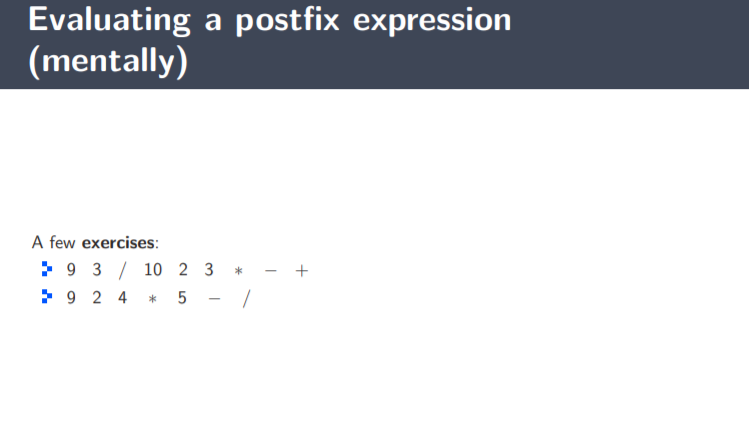 Evaluating a postfix expression
(mentally)
A few exercises:
9 3 / 10 2 3 * − +
9 2 4 * 5 − /